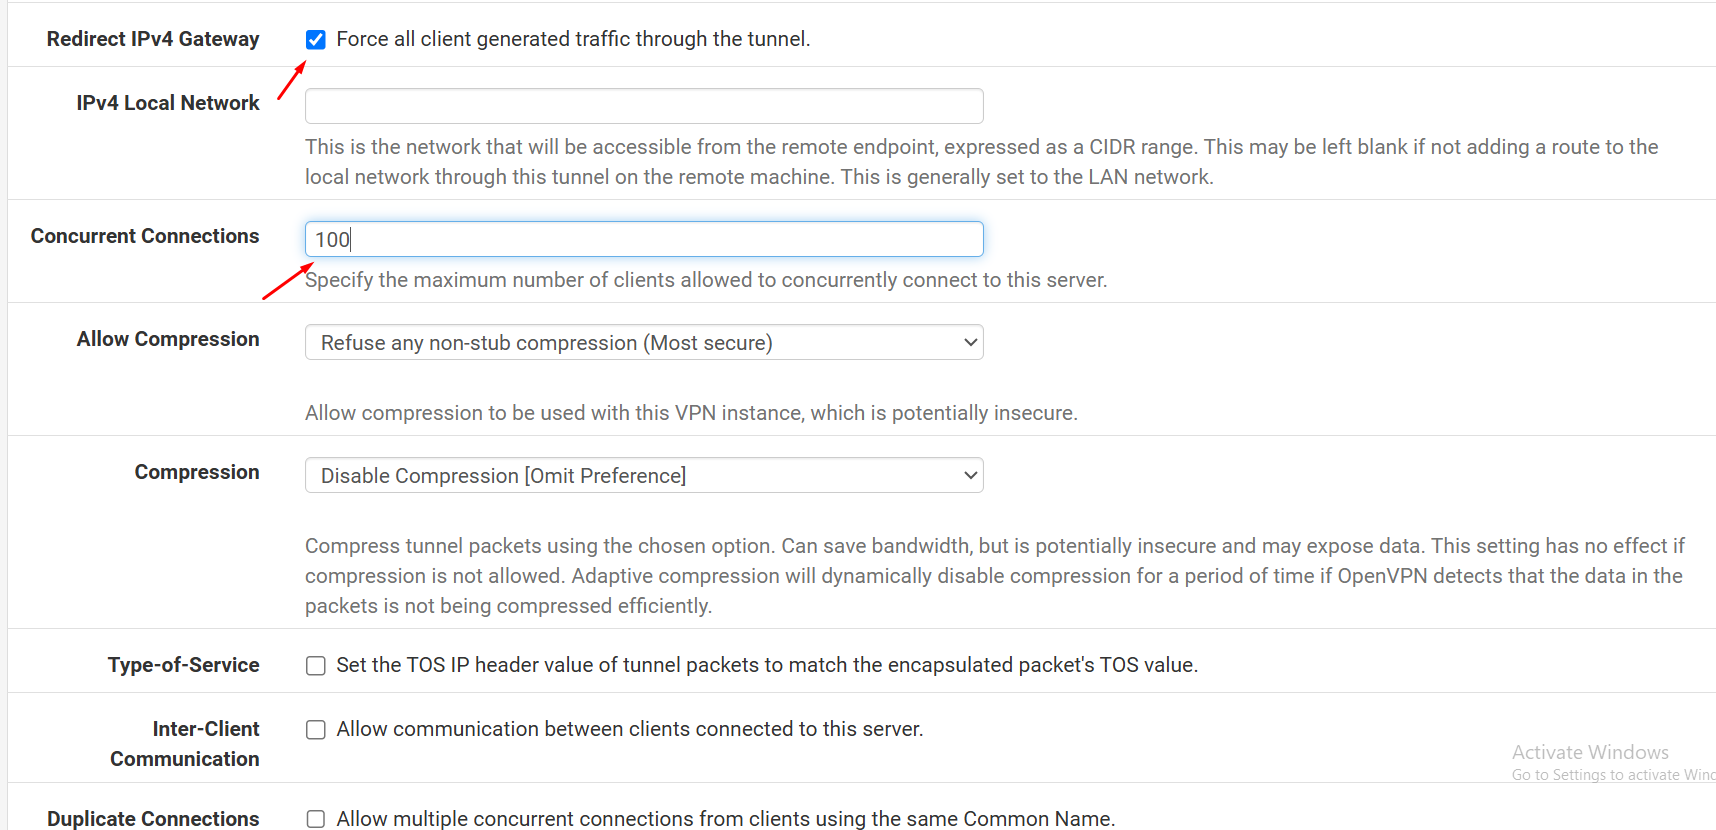 Redirect IPv4 Gateway
Force all client generated traffic through the tunnel.
IPv4 Local Network
This is the network that will be accessible from the remote endpoint, expressed as a CIDR range. This may be left blank if not adding a route to the
local network through this tunnel on the remote machine. This is generally set to the LAN network.
Concurrent Connections
100
Specify the maximum number of clients allowed to concurrently connect to this server.
Allow Compression
Refuse any non-stub compression (Most secure)
Allow compression to be used with this VPN instance, which is potentially insecure.
Compression
Disable Compression [Omit Preference]
Compress tunnel packets using the chosen option. Can save bandwidth, but is potentially insecure and may expose data. This setting has no effect if
compression is not allowed. Adaptive compression will dynamically disable compression for a period of time if OpenVPN detects that the data in the
packets is not being compressed efficiently.
Type-of-Service
Set the TOS IP header value of tunnel packets to match the encapsulated packet's TOS value.
Inter-Client
Communication
Allow communication between clients connected to this server.
Activate Windows
Go to Settings to activate Win
Duplicate Connections
Allow multiple concurrent connections from clients using the same Common Name.